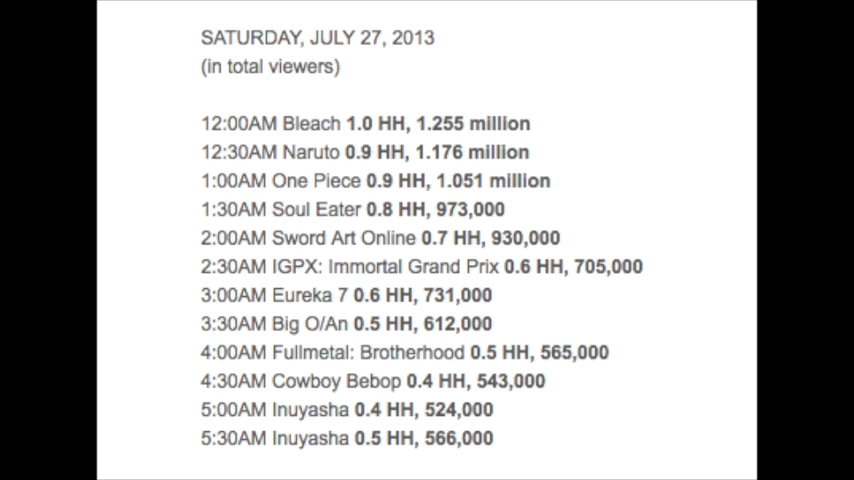 SATURDAY, JULY 27, 2013
(in total viewers)
12:00AM Bleach 1.0 HH, 1.255 million
12:30AM Naruto 0.9 HH, 1.176 million
1:00AM One Piece 0.9 HH, 1.051 million
1:30AM Soul Eater 0.8 HH, 973,000
2:00AM Sword Art Online 0.7 HH, 930,000
2:30AM IGPX: Immortal Grand Prix 0.6 HH, 705,000
3:00AM Eureka 7 0.6 HH, 731,000
3:30AM Big O/An 0.5 HH, 612,000
4:00AM Fullmetal: Brotherhood 0.5 HH, 565,000
4:30AM Cowboy Bebop 0.4 HH, 543,000
5:00AM Inuyasha 0.4 HH, 524,000
5:30AM Inuyasha 0.5 HH, 566,000